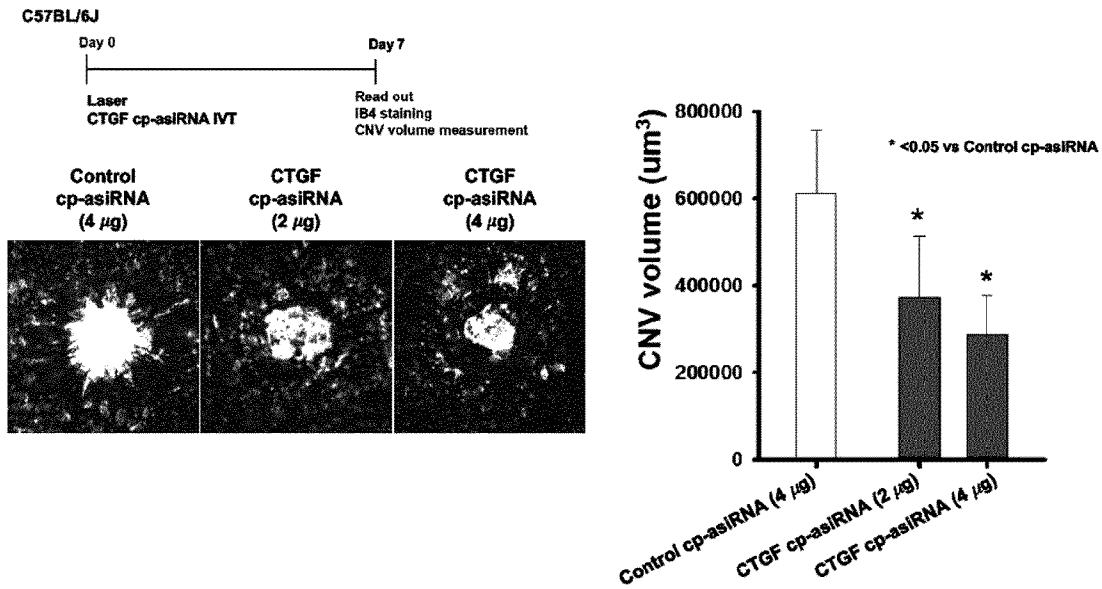 C57BL/6J
Day 0
Day 7
Laser
CTGF cp-asiRNA IVT
Read out
IB4 staining
CNV volume measurement
Control
cp-asiRNA
(4 μg)
CTGF
cp-asiRNA
(2 μg)
CTGF
cp-asiRNA
(4 μg)
CNV volume (um³)
800000
600000
400000
200000
0
* <0.05 vs Control cp-asiRNA
*
*
Control cp-asiRNA (4 μg)
CTGF cp-asiRNA (2 μg)
CTGF cp-asiRNA (4 μg)